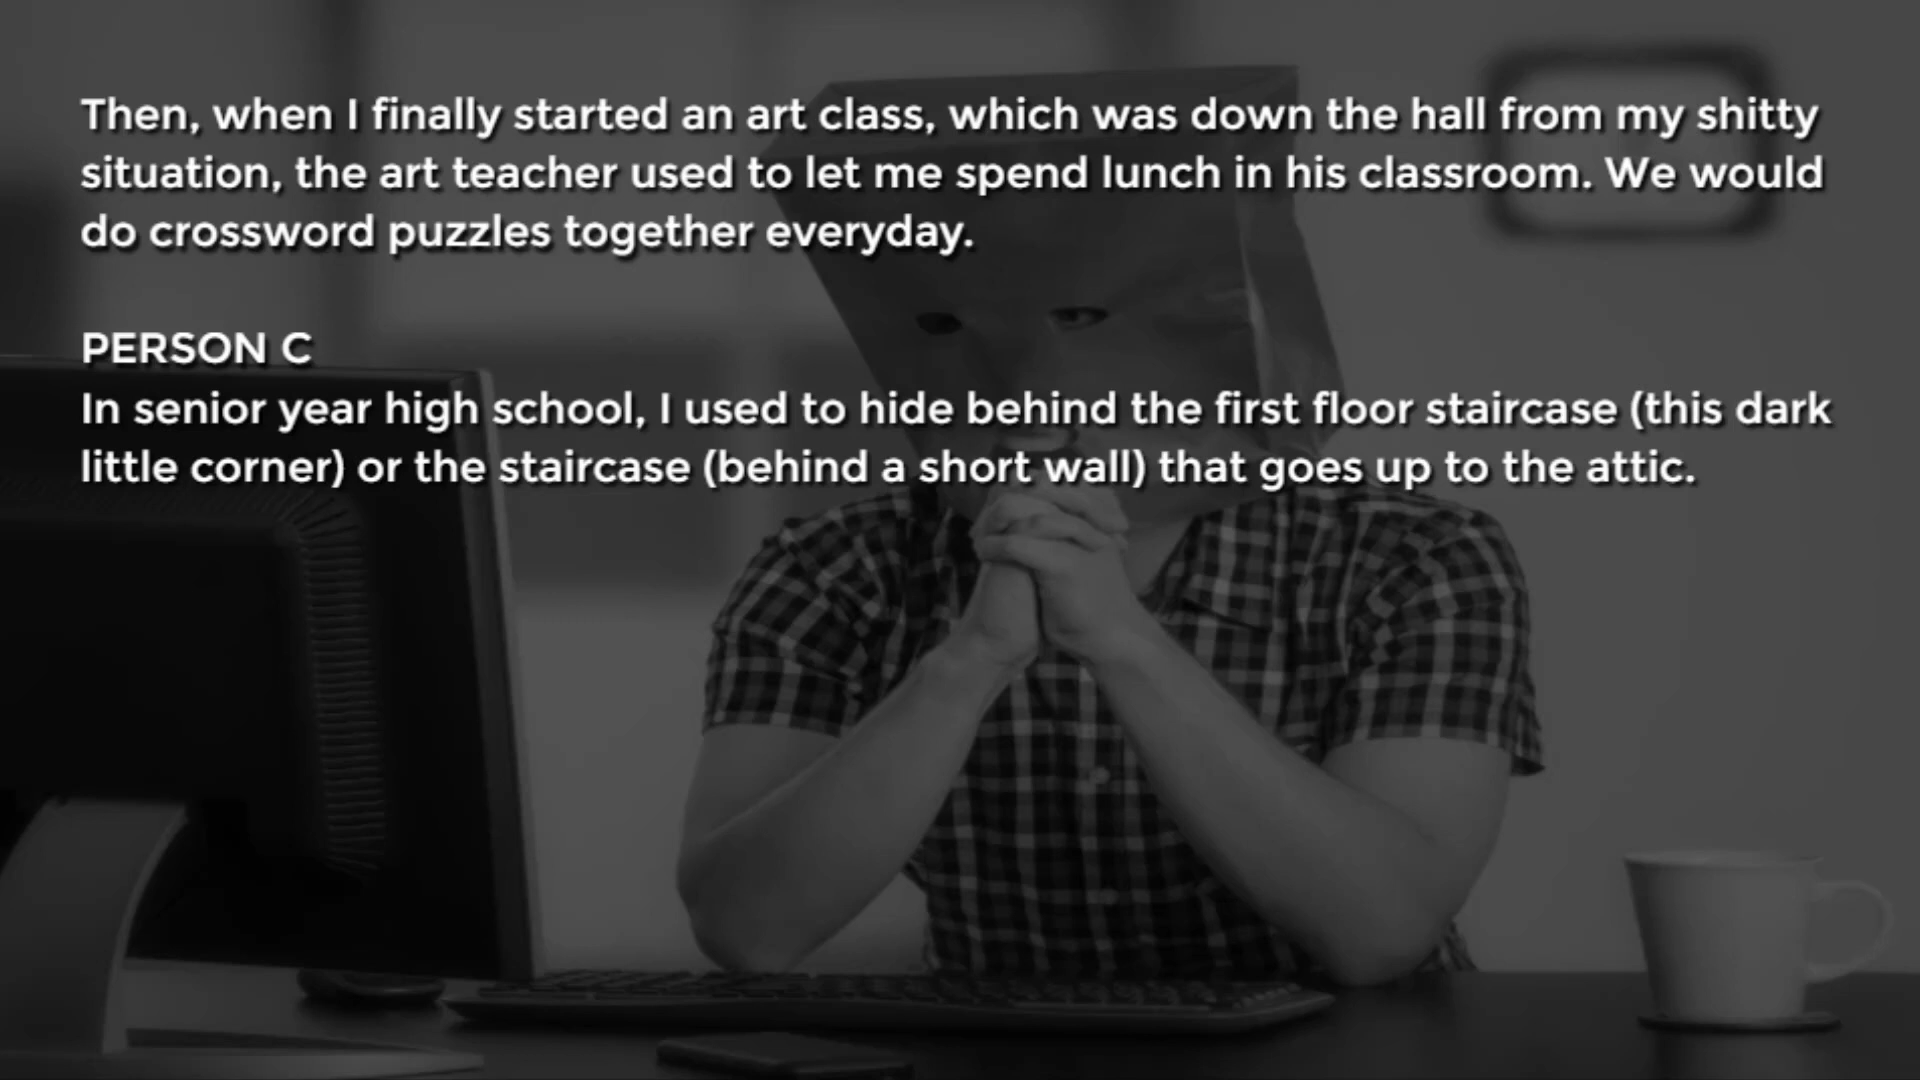 Then, when I finally started an art class, which was down the hall from my shitty
situation, the art teacher used to let me spend lunch in his classroom. We would
do crossword puzzles together everyday.
PERSON C
In senior year high school, I used to hide behind the first floor staircase (this dark
little corner) or the staircase (behind a short wall) that goes up to the attic.